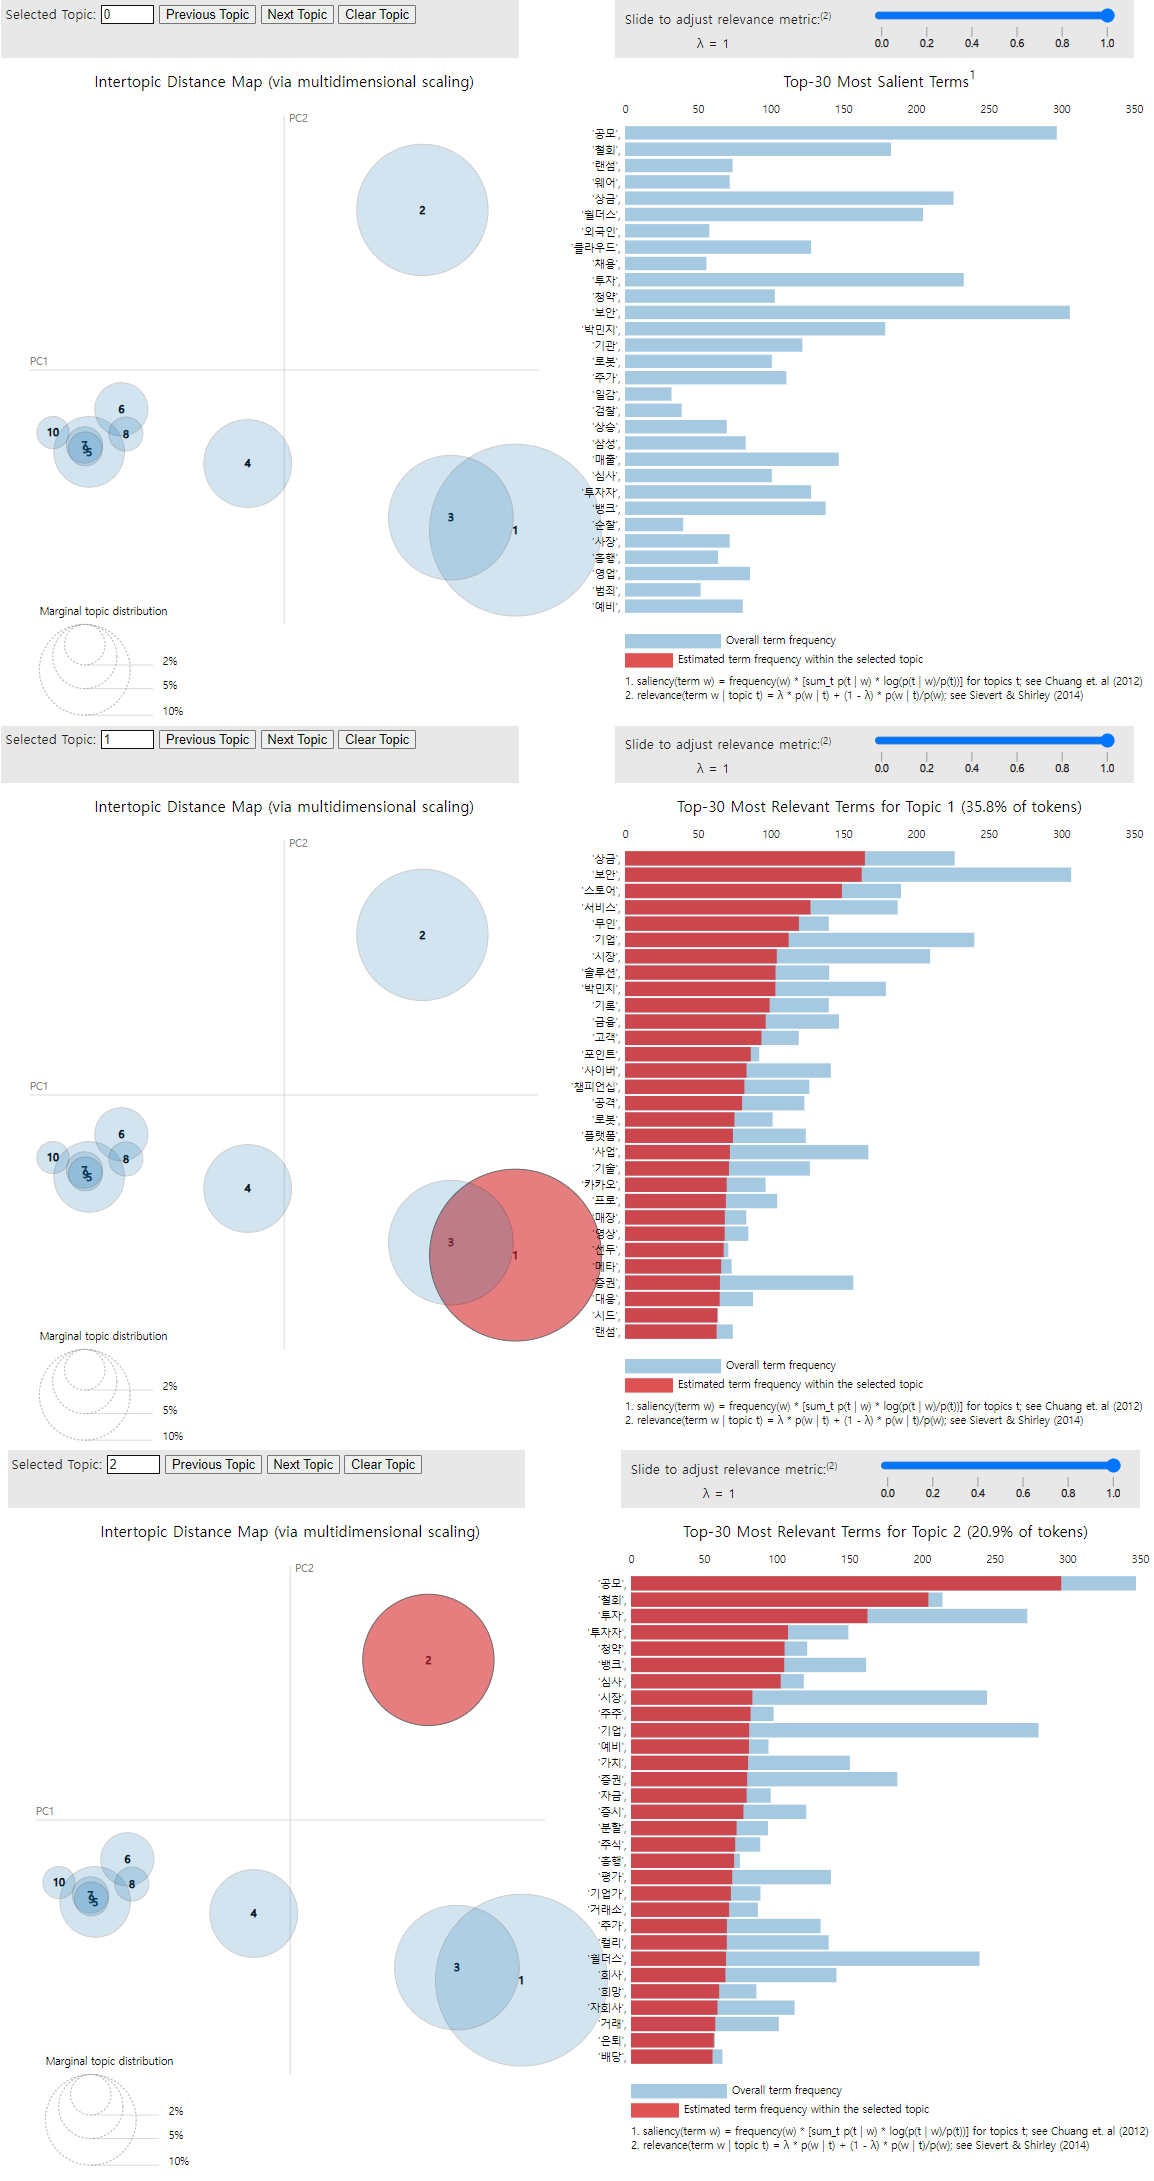 Selected Topic: 0 Previous Topic Next Topic Clear Topic
Slide to adjust relevance metric:(2)
λ = 1
0.0 0.2 0.4 0.6 0.8 1.0
Intertopic Distance Map (via multidimensional scaling)
PC2
PC1
2
6
10
8
7
9
5
4
3
1
Marginal topic distribution
2%
5%
10%
Top-30 Most Salient Terms1
0 50 100 150 200 250 300 350
'공모',
'철회',
'랜섬',
'웨어',
'상금',
'윌더스',
'외국인',
'클라우드',
'채용',
'투자',
'청약',
'보안',
'박민지',
'기관',
'로봇',
'주가',
'일감',
'검찰',
'상승',
'삼성',
'매출',
'심사',
'투자자',
'뱅크',
'순찰',
'사장',
'흥행',
'영업',
'범죄',
'예비',
Overall term frequency
Estimated term frequency within the selected topic
1. saliency(term w) = frequency(w) * [sum_t p(t | w) * log(p(t | w)/p(t))] for topics t; see Chuang et. al (2012)
2. relevance(term w | topic t) = λ * p(w | t) + (1 - λ) * p(w | t)/p(w); see Sievert & Shirley (2014)
Selected Topic: 1 Previous Topic Next Topic Clear Topic
Slide to adjust relevance metric:(2)
λ = 1
0.0 0.2 0.4 0.6 0.8 1.0
Intertopic Distance Map (via multidimensional scaling)
PC2
PC1
2
6
10
8
7
9
5
4
3
1
Marginal topic distribution
2%
5%
10%
Top-30 Most Relevant Terms for Topic 1 (35.8% of tokens)
0 50 100 150 200 250 300 350
'상금',
'보안',
'스토어',
'서비스',
'무인',
'기업',
'시장',
'솔루션',
'박민지',
'기록',
'금융',
'고객',
'포인트',
'사이버',
'챔피언십',
'공격',
'로봇',
'플랫폼',
'사업',
'기술',
'카카오',
'프로',
'매장',
'영상',
'선두',
'메타',
'증권',
'대응',
'시드',
'랜섬',
Overall term frequency
Estimated term frequency within the selected topic
1. saliency(term w) = frequency(w) * [sum_t p(t | w) * log(p(t | w)/p(t))] for topics t; see Chuang et. al (2012)
2. relevance(term w | topic t) = λ * p(w | t) + (1 - λ) * p(w | t)/p(w); see Sievert & Shirley (2014)
Selected Topic: 2 Previous Topic Next Topic Clear Topic
Slide to adjust relevance metric:(2)
λ = 1
0.0 0.2 0.4 0.6 0.8 1.0
Intertopic Distance Map (via multidimensional scaling)
PC2
PC1
2
6
10
8
7
9
5
4
3
1
Marginal topic distribution
2%
5%
10%
Top-30 Most Relevant Terms for Topic 2 (20.9% of tokens)
0 50 100 150 200 250 300 350
'공모',
'철회',
'투자',
'투자자',
'청약',
'뱅크',
'심사',
'시장',
'주주',
'기업',
'예비',
'가치',
'증권',
'자금',
'증시',
'분할',
'주식',
'흥행',
'평가',
'기업가',
'거래소',
'주가',
'컬리',
'윌더스',
'회사',
'희망',
'자회사',
'거래',
'은퇴',
'배당',
Overall term frequency
Estimated term frequency within the selected topic
1. saliency(term w) = frequency(w) * [sum_t p(t | w) * log(p(t | w)/p(t))] for topics t; see Chuang et. al (2012)
2. relevance(term w | topic t) = λ * p(w | t) + (1 - λ) * p(w | t)/p(w); see Sievert & Shirley (2014)